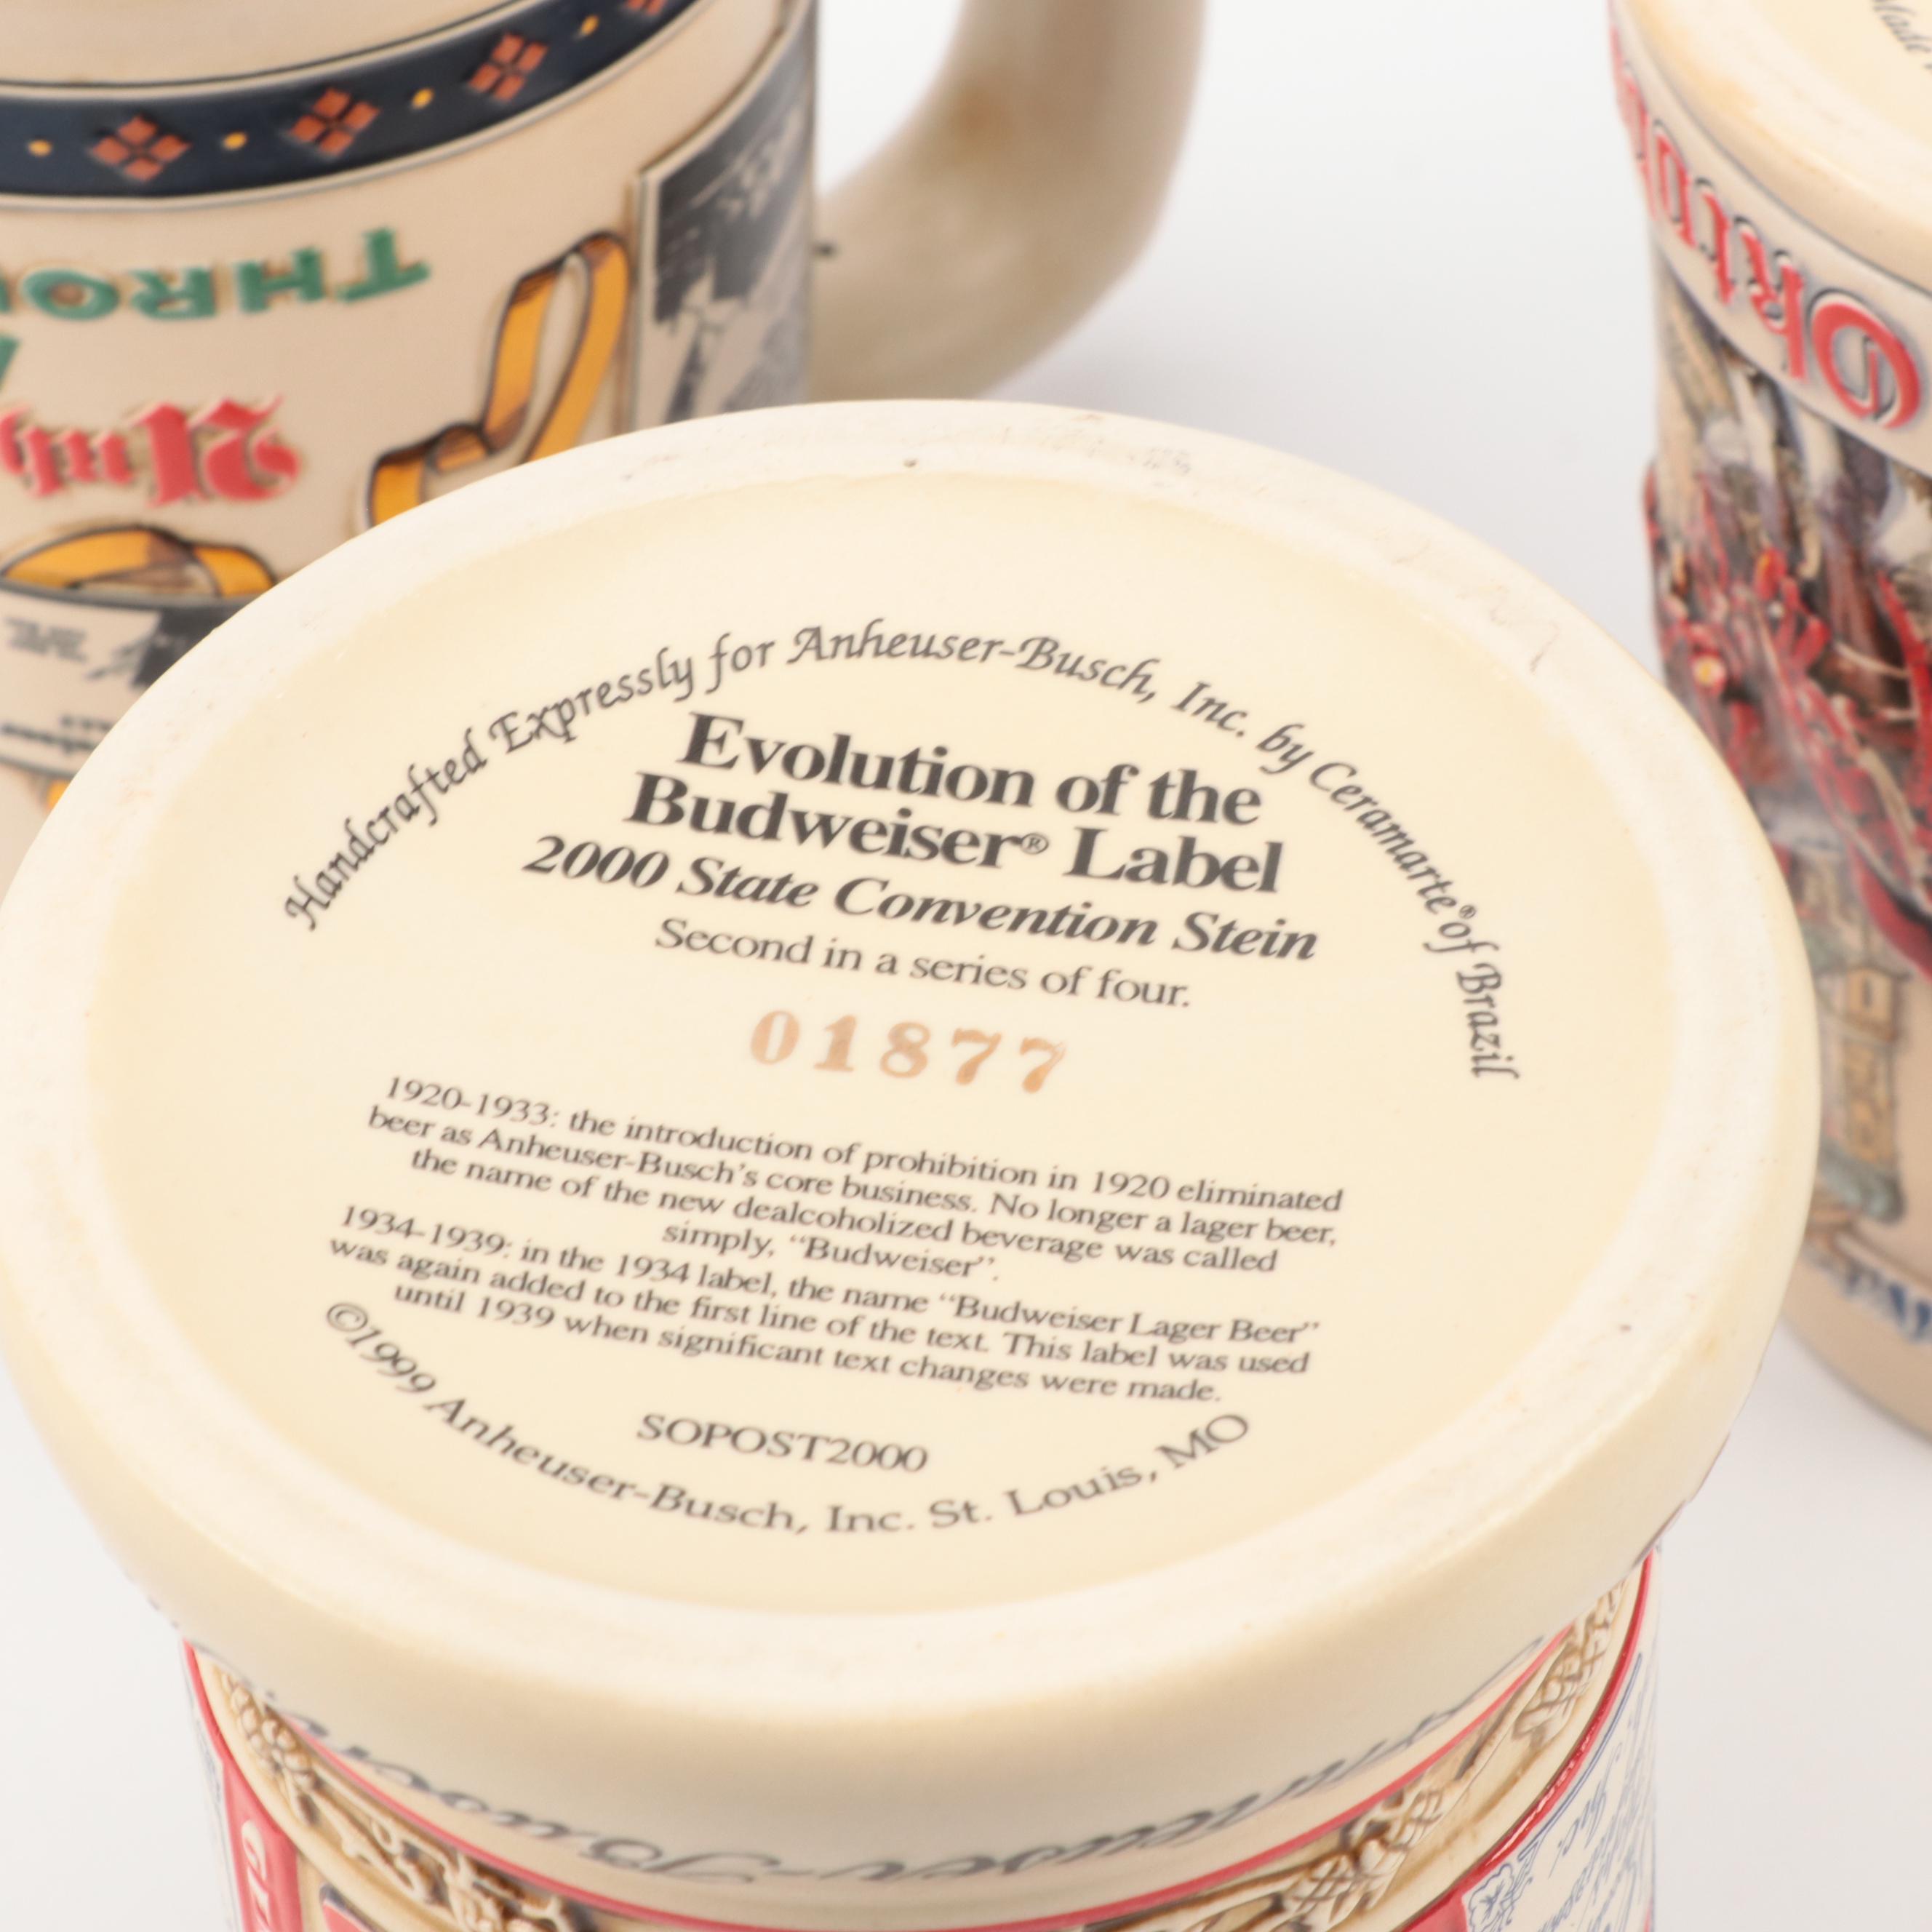 Handcrafted Expressly for Anheuser-Busch, Inc. by Ceramarte® of Brazil
Evolution of the
Budweiser® Label
2000 State Convention Stein
Second in a series of four.
01877
1920-1933: the introduction of prohibition in 1920 eliminated
beer as Anheuser-Busch's core business. No longer a lager beer,
the name of the new dealcoholized beverage was called
simply, "Budweiser".
1934-1939: in the 1934 label, the name "Budweiser Lager Beer"
was again added to the first line of the text. This label was used
until 1939 when significant text changes were made.
SOPOST2000
©1999 Anheuser-Busch, Inc. St. Louis, MO